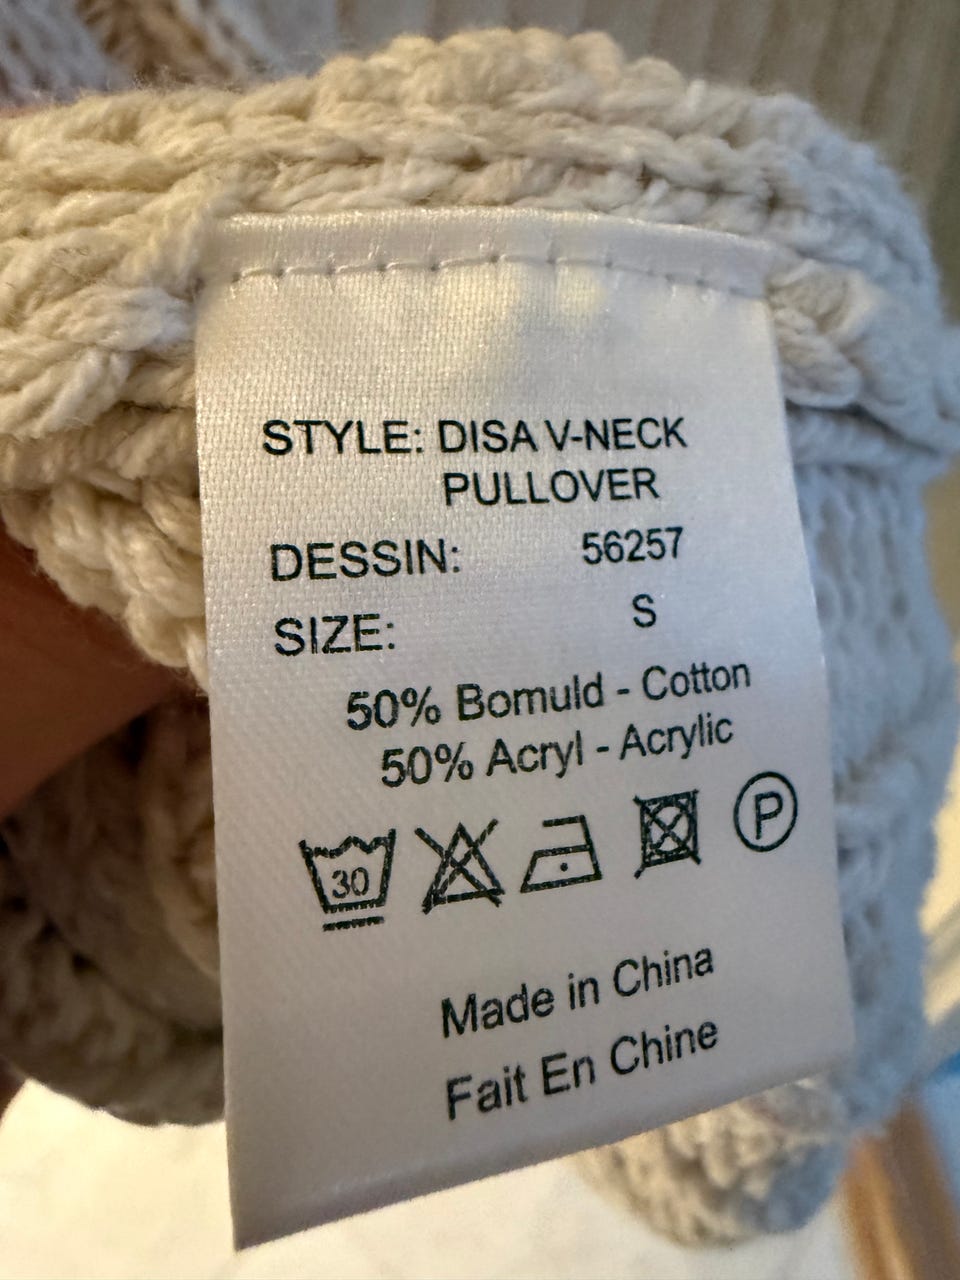 STYLE: DISA V-NECK
PULLOVER
DESSIN: 56257
SIZE: S
50% Bomuld - Cotton
50% Acryl - Acrylic
30
P
Made in China
Fait En Chine